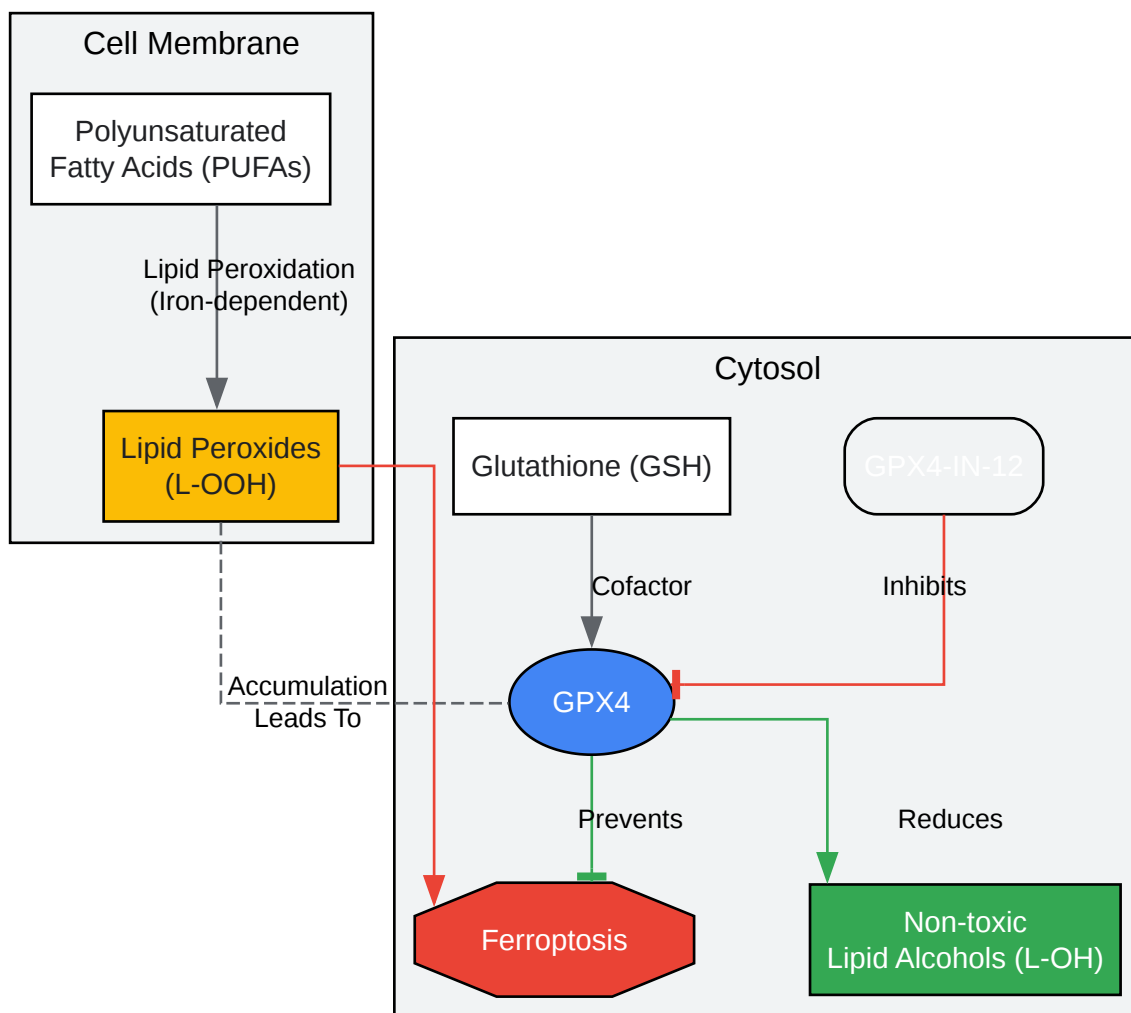 Cell Membrane
Polyunsaturated
Fatty Acids (PUFAs)
Lipid Peroxidation
(Iron-dependent)
Lipid Peroxides
(L-OOH)
Cytosol
Glutathione (GSH)
GPX4-IN-12
Cofactor
Inhibits
Accumulation
Leads To
GPX4
Prevents
Reduces
Ferroptosis
Non-toxic
Lipid Alcohols (L-OH)